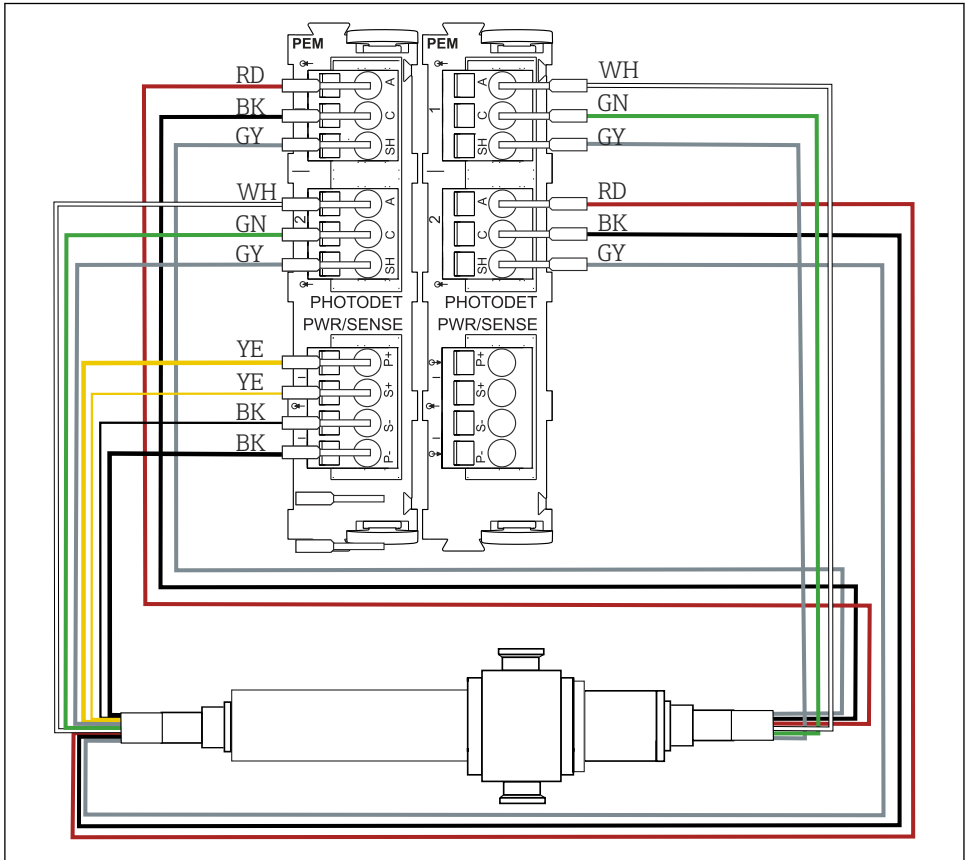 PEM PEM
RD A A WH
BK C 1 C GN
GY SH SH GY
WH A A RD
GN 2 C 2 C BK
GY SH SH GY
PHOTODET PHOTODET
PWR/SENSE PWR/SENSE
YE P+ P+
YE S+ S+
BK S- S-
BK P- P-